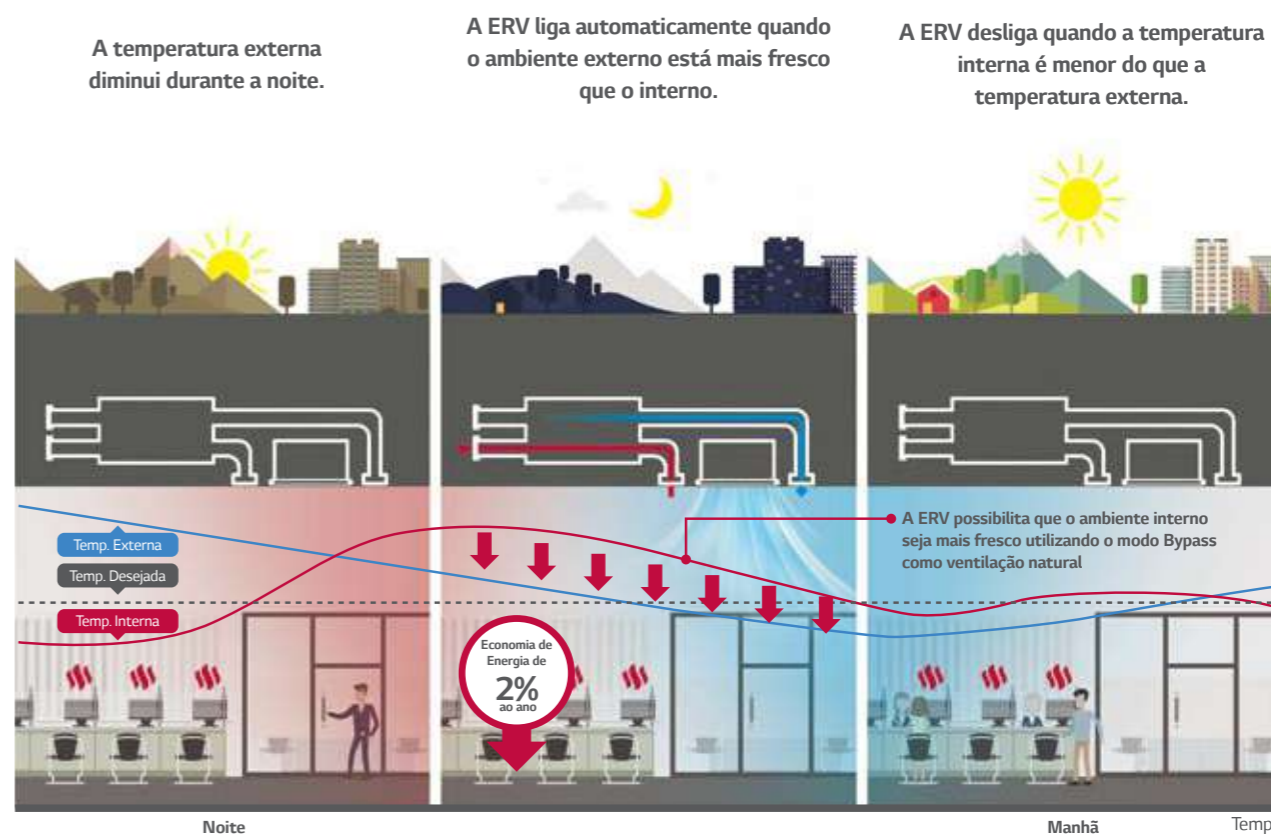 A temperatura externa
diminui durante a noite.
A ERV liga automaticamente quando
o ambiente externo está mais fresco
que o interno.
A ERV desliga quando a temperatura
interna é menor do que a
temperatura externa.
Temp. Externa
Temp. Desejada
Temp. Interna
A ERV possibilita que o ambiente interno
seja mais fresco utilizando o modo Bypass
como ventilação natural
Economia de
Energia de
2%
ao ano
Noite
Manhã
Temp